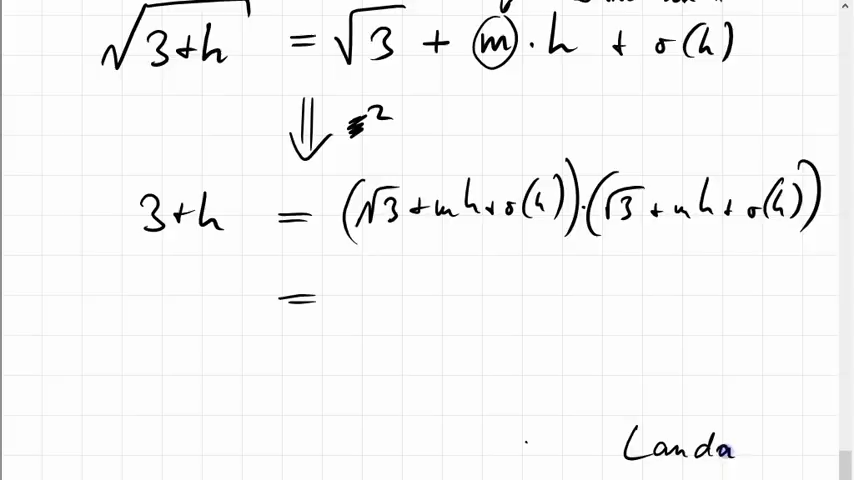 √3+h = √3 + m · h + o(h)
⇓ ²
3+h = (√3 + mh + o(h)) · (√3 + mh + o(h))
=
Landa